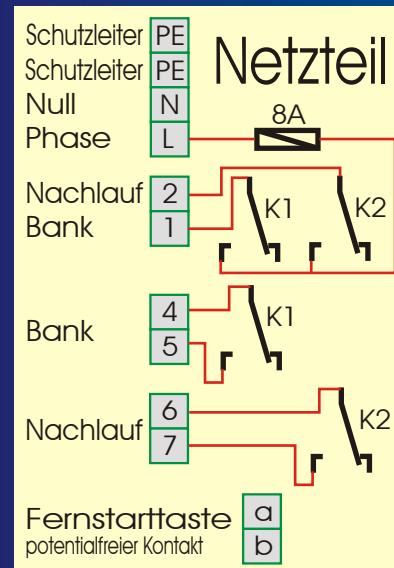 Schutzleiter PE Netzteil
Schutzleiter PE
Null N
Phase L 8A
Nachlauf 2 K1 K2
Bank 1
Bank 4 K1
5
Nachlauf 6 K2
7
Fernstarttaste a
potentialfreier Kontakt b